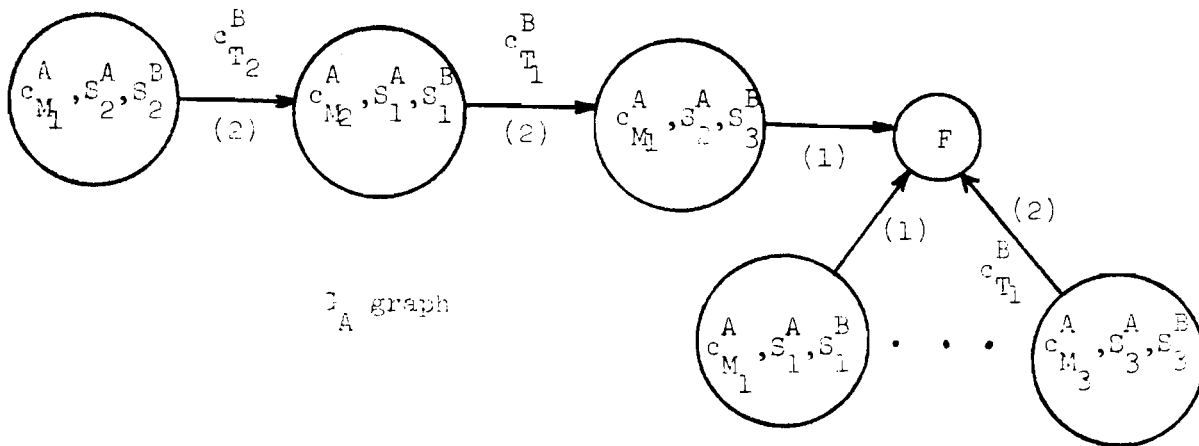 c^B_{T_2}
c^B_{T_1}
c^A_{M_1}, S^A_2, S^B_2
(2)
c^A_{M_2}, S^A_1, S^B_1
(2)
c^A_{M_1}, S^A_2, S^B_3
(1)
F
(1)
(2)
c^B_{T_1}
graph
c^A_{M_1}, S^A_1, S^B_1
. . .
c^A_{M_3}, S^A_3, S^B_3